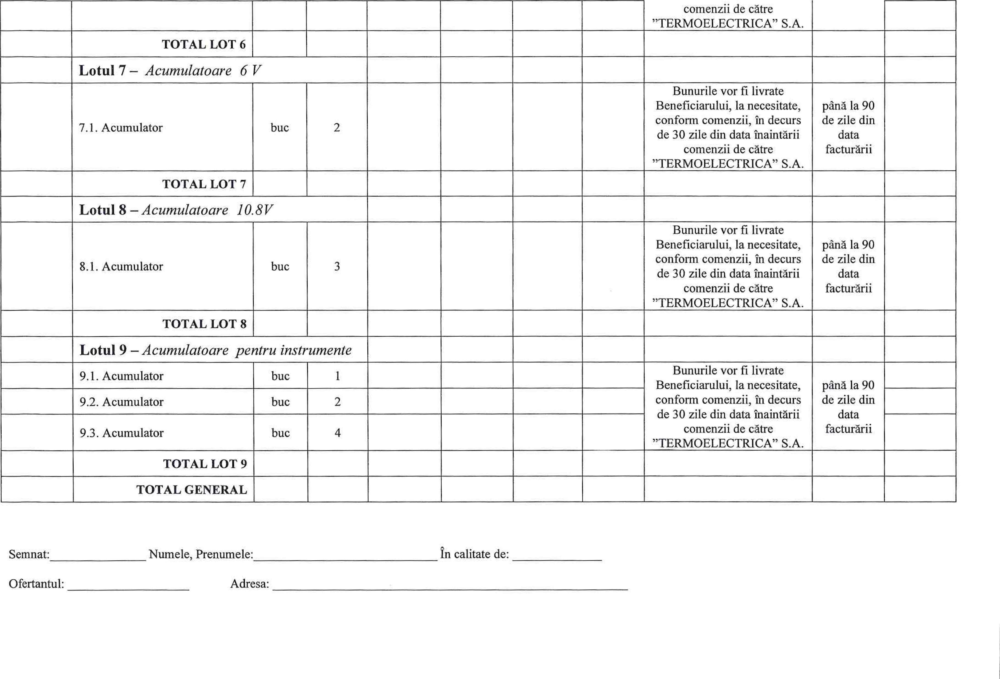 comenzii de către
”TERMOELECTRICA” S.A.
TOTAL LOT 6
Lotul 7 – Acumulatoare 6 V
7.1. Acumulator buc 2
Bunurile vor fi livrate
Beneficiarului, la necesitate,
conform comenzii, în decurs
de 30 zile din data înaintării
comenzii de către
”TERMOELECTRICA” S.A.
până la 90
de zile din
data
facturării
TOTAL LOT 7
Lotul 8 – Acumulatoare 10.8V
8.1. Acumulator buc 3
Bunurile vor fi livrate
Beneficiarului, la necesitate,
conform comenzii, în decurs
de 30 zile din data înaintării
comenzii de către
”TERMOELECTRICA” S.A.
până la 90
de zile din
data
facturării
TOTAL LOT 8
Lotul 9 – Acumulatoare pentru instrumente
9.1. Acumulator buc 1
9.2. Acumulator buc 2
9.3. Acumulator buc 4
Bunurile vor fi livrate
Beneficiarului, la necesitate,
conform comenzii, în decurs
de 30 zile din data înaintării
comenzii de către
”TERMOELECTRICA” S.A.
până la 90
de zile din
data
facturării
TOTAL LOT 9
TOTAL GENERAL
Semnat:________________ Numele, Prenumele:______________________________ În calitate de: _______________
Ofertantul: ____________________ Adresa: ____________________________________________________________